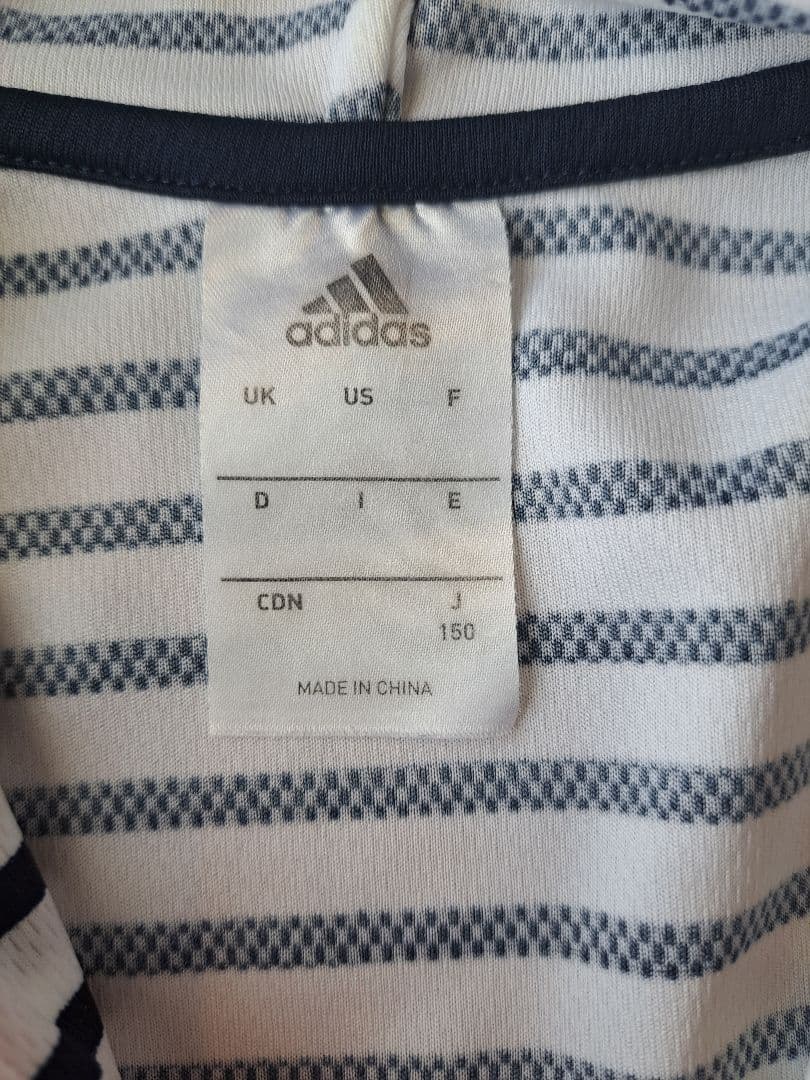 adidas
UK US F
D I E
CDN J
150
MADE IN CHINA